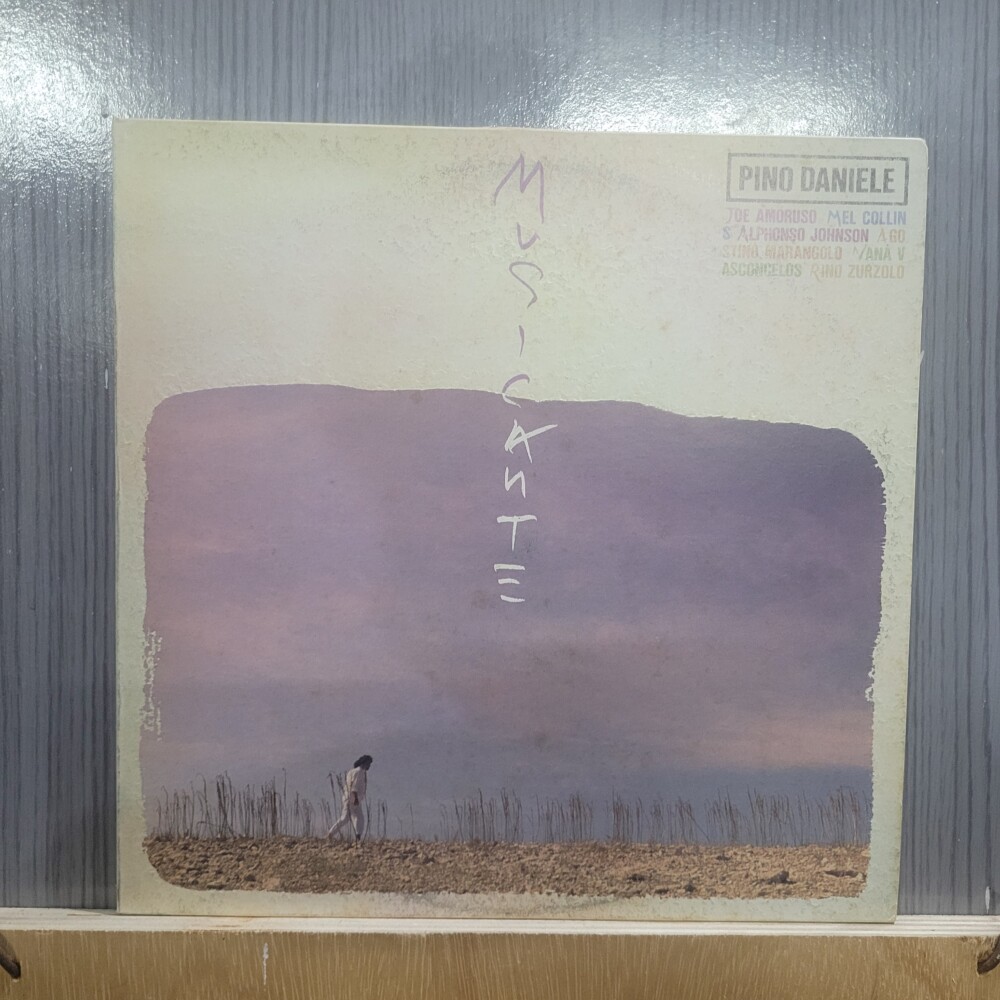 MUSICANTE
PINO DANIELE
JOE AMORUSO MEL COLLIN
S ALPHONSO JOHNSON AGO
STINO MARANGOLO NANÀ V
ASCONCELOS RINO ZURZOLO